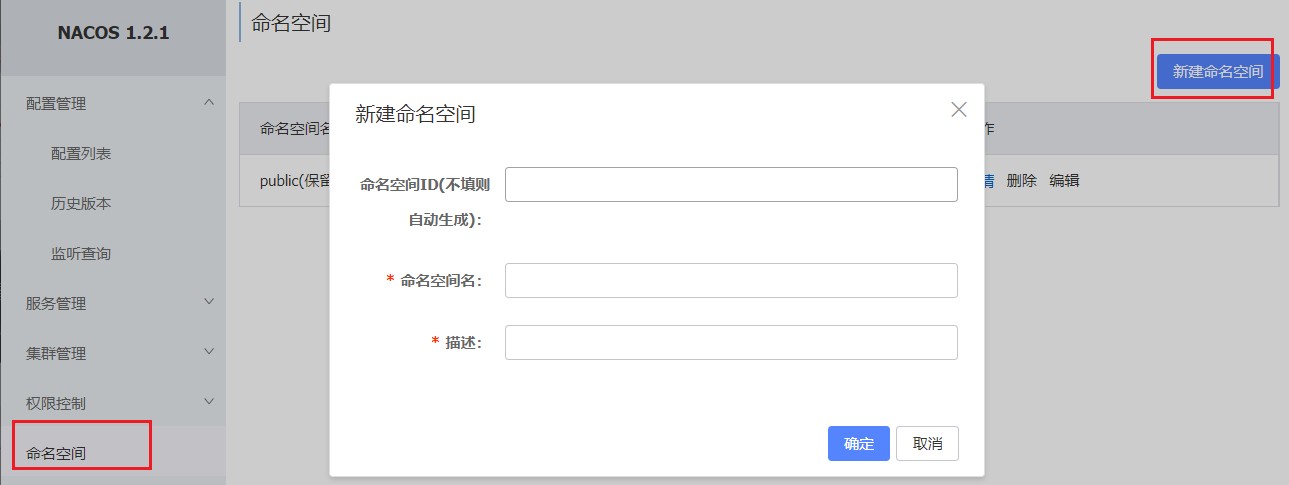 NACOS 1.2.1
配置管理
配置列表
历史版本
监听查询
服务管理
集群管理
权限控制
命名空间
命名空间
新建命名空间
命名空间名
作
public(保留
情 删除 编辑
新建命名空间
命名空间ID(不填则
自动生成):
* 命名空间名:
* 描述:
确定 取消